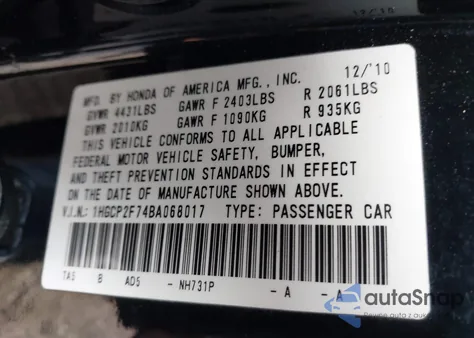 MFD. BY HONDA OF AMERICA MFG., INC. 12/'10
GVWR 4431LBS GAWR F 2403LBS R 2061LBS
GVWR 2010KG GAWR F 1090KG R 935KG
THIS VEHICLE CONFORMS TO ALL APPLICABLE
FEDERAL MOTOR VEHICLE SAFETY, BUMPER,
AND THEFT PREVENTION STANDARDS IN EFFECT
ON THE DATE OF MANUFACTURE SHOWN ABOVE.
V.I.N.: 1HGCP2F74BA068017 TYPE: PASSENGER CAR
TA5 B AD5 - NH731P - A - A
autoSnap